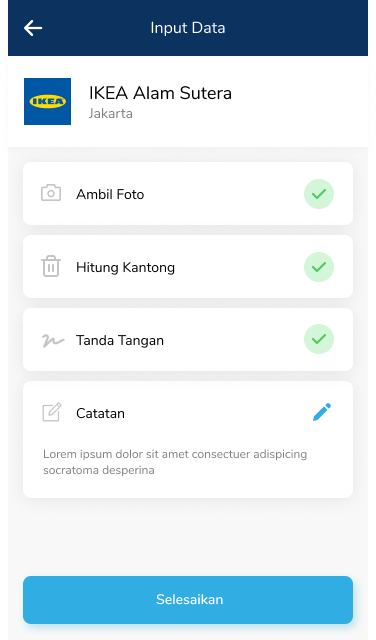 Input Data
IKEA
IKEA Alam Sutera
Jakarta
Ambil Foto
Hitung Kantong
Tanda Tangan
Catatan
Lorem ipsum dolor sit amet consectuer adispicing
socratoma desperina
Selesaikan